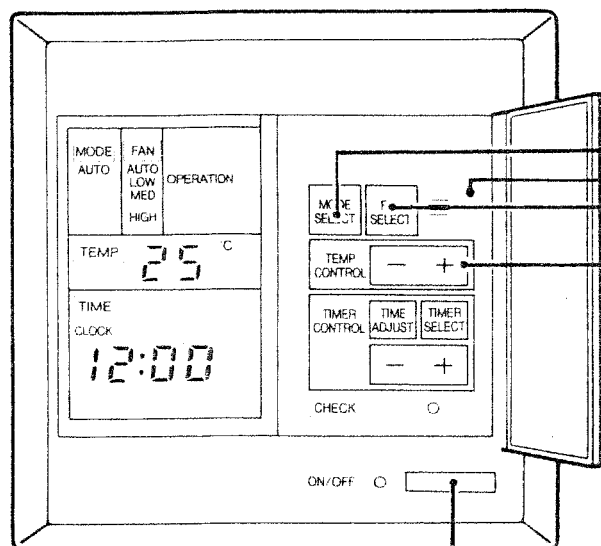 MODE
AUTO
FAN
AUTO
LOW
MED
HIGH
OPERATION
TEMP 25 °C
TIME
CLOCK
12:00
MODE
SELECT
F
SELECT
TEMP
CONTROL
− +
TIMER
CONTROL
TIME
ADJUST
TIMER
SELECT
− +
CHECK
ON/OFF